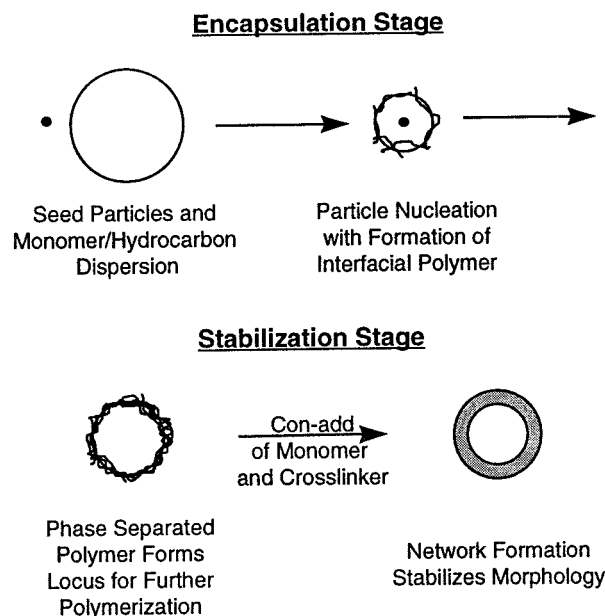 Encapsulation Stage
Seed Particles and
Monomer/Hydrocarbon
Dispersion
Particle Nucleation
with Formation of
Interfacial Polymer
Stabilization Stage
Con-add
of Monomer
and Crosslinker
Phase Separated
Polymer Forms
Locus for Further
Polymerization
Network Formation
Stabilizes Morphology